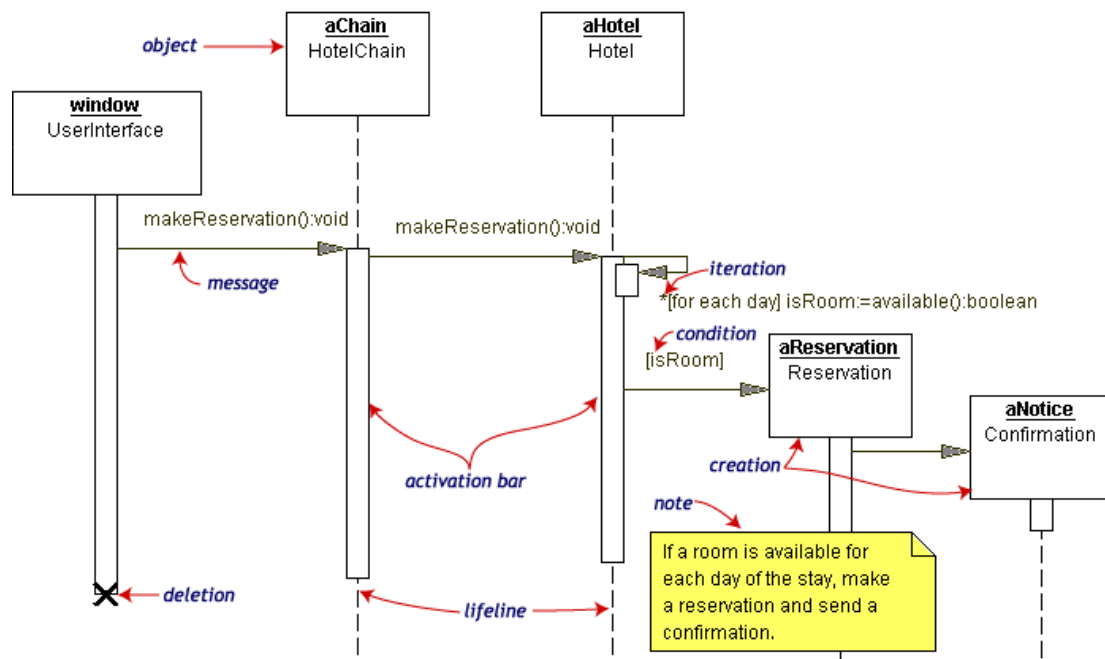 aChain
HotelChain
aHotel
Hotel
object
window
UserInterface
makeReservation():void
makeReservation():void
message
iteration
*[for each day] isRoom:=available():boolean
condition
[isRoom]
aReservation
Reservation
aNotice
Confirmation
activation bar
creation
note
If a room is available for
each day of the stay, make
a reservation and send a
confirmation.
deletion
lifeline